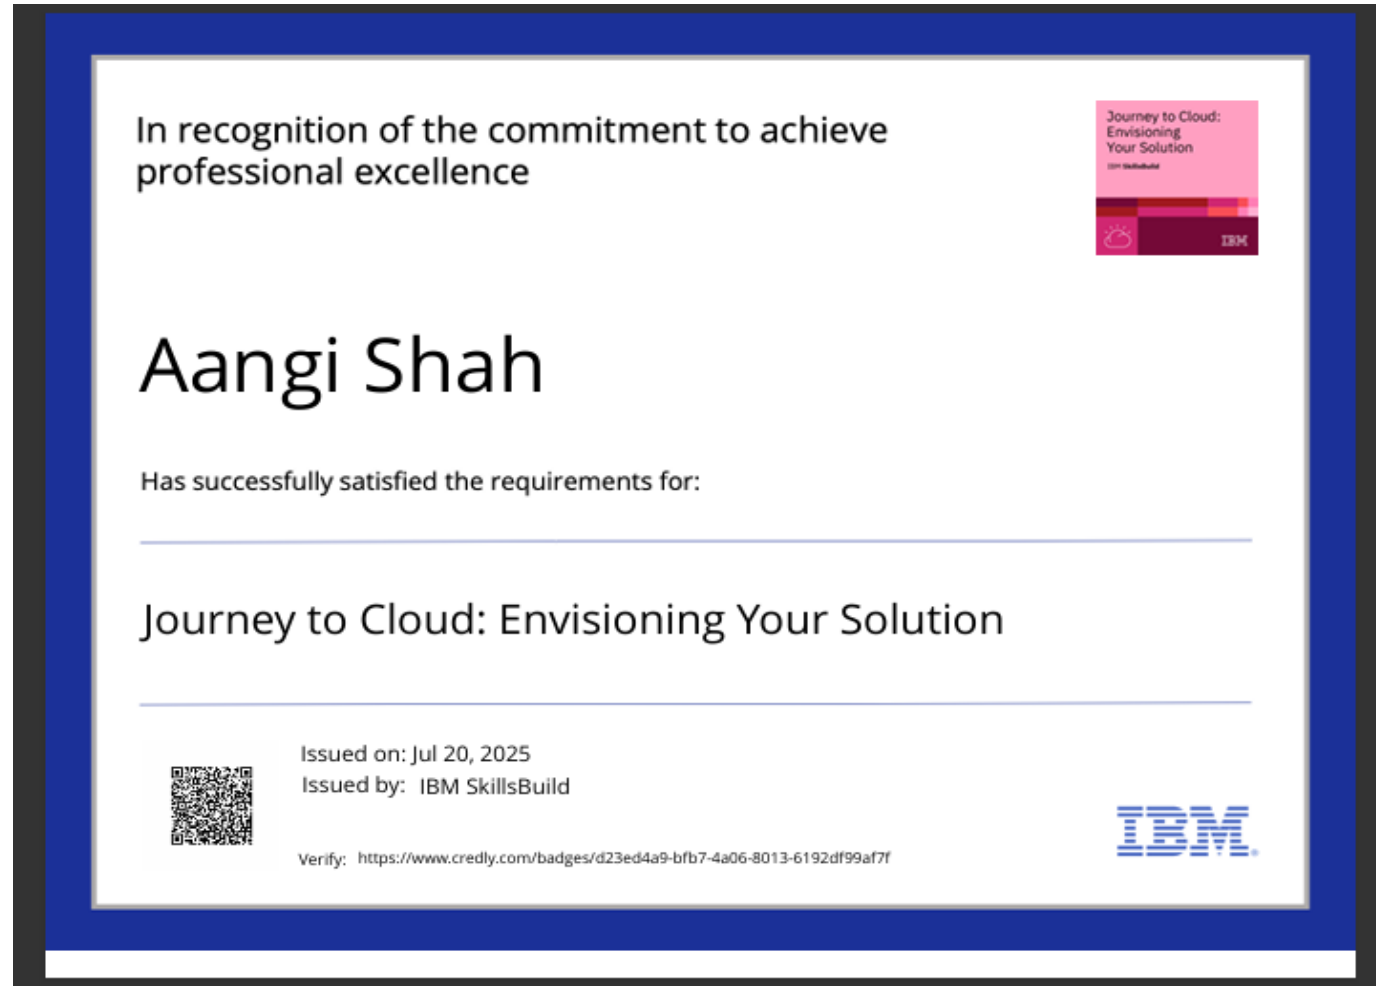 In recognition of the commitment to achieve
professional excellence
Journey to Cloud:
Envisioning
Your Solution
IBM SkillsBuild
IBM
Aangi Shah
Has successfully satisfied the requirements for:
Journey to Cloud: Envisioning Your Solution
Issued on: Jul 20, 2025
Issued by: IBM SkillsBuild
Verify: https://www.credly.com/badges/d23ed4a9-bfb7-4a06-8013-6192df99af7f
IBM.